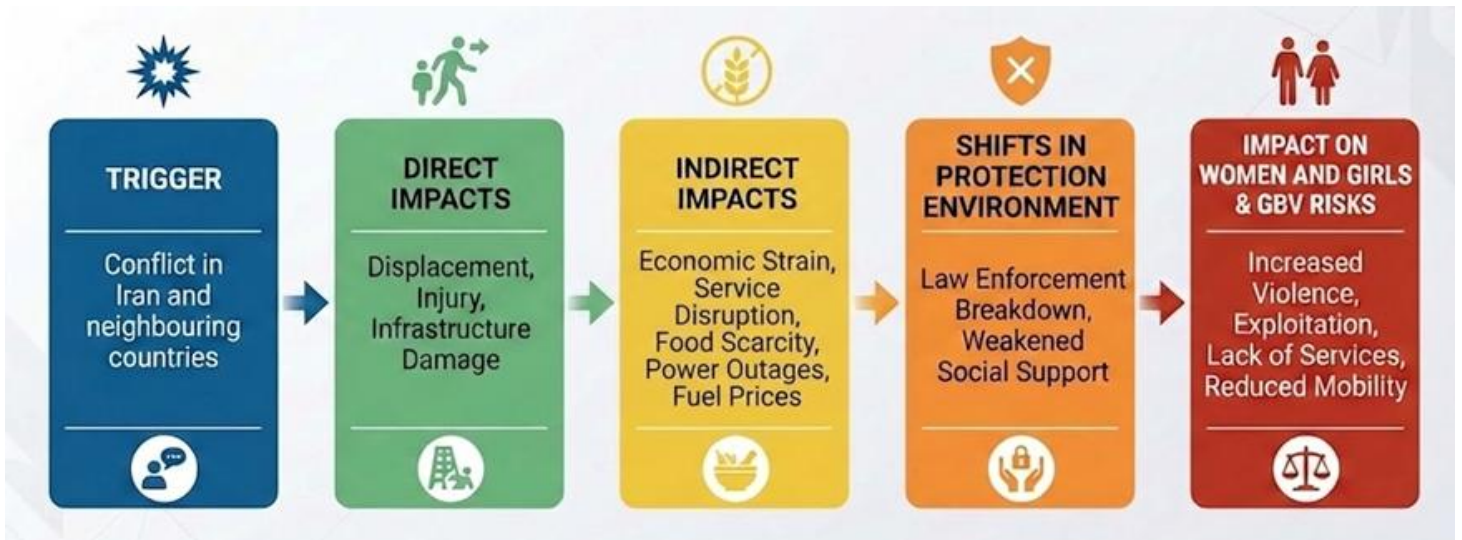 TRIGGER
Conflict in
Iran and
neighbouring
countries
DIRECT
IMPACTS
Displacement,
Injury,
Infrastructure
Damage
INDIRECT
IMPACTS
Economic Strain,
Service
Disruption,
Food Scarcity,
Power Outages,
Fuel Prices
SHIFTS IN
PROTECTION
ENVIRONMENT
Law Enforcement
Breakdown,
Weakened
Social Support
IMPACT ON
WOMEN AND GIRLS
& GBV RISKS
Increased
Violence,
Exploitation,
Lack of Services,
Reduced Mobility